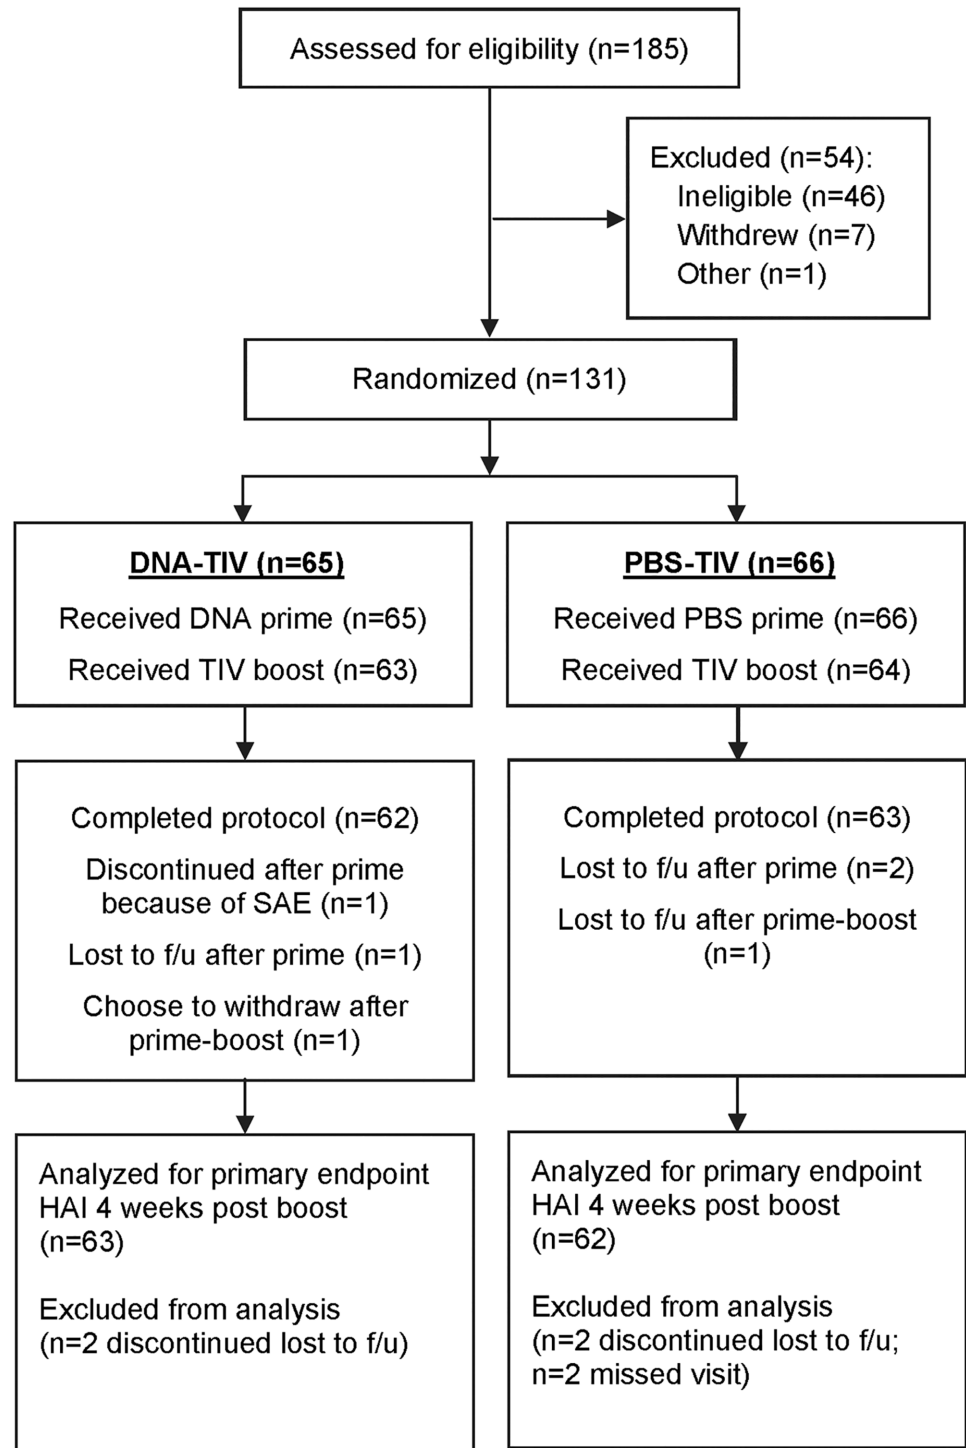 Assessed for eligibility (n=185)
Excluded (n=54):
Ineligible (n=46)
Withdrew (n=7)
Other (n=1)
Randomized (n=131)
DNA-TIV (n=65)
Received DNA prime (n=65)
Received TIV boost (n=63)
PBS-TIV (n=66)
Received PBS prime (n=66)
Received TIV boost (n=64)
Completed protocol (n=62)
Discontinued after prime
because of SAE (n=1)
Lost to f/u after prime (n=1)
Choose to withdraw after
prime-boost (n=1)
Completed protocol (n=63)
Lost to f/u after prime (n=2)
Lost to f/u after prime-boost
(n=1)
Analyzed for primary endpoint
HAI 4 weeks post boost
(n=63)
Excluded from analysis
(n=2 discontinued lost to f/u)
Analyzed for primary endpoint
HAI 4 weeks post boost
(n=62)
Excluded from analysis
(n=2 discontinued lost to f/u;
n=2 missed visit)